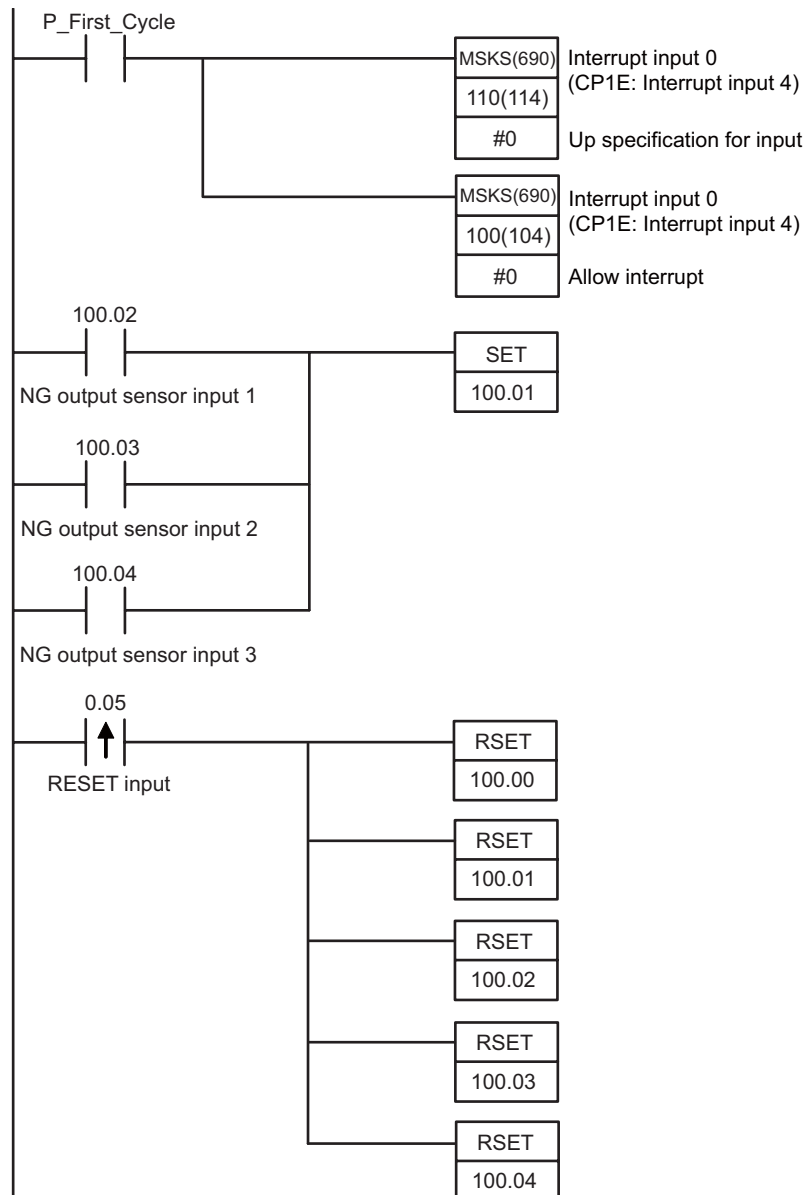 P_First_Cycle
MSKS(690) Interrupt input 0
(CP1E: Interrupt input 4)
110(114)
#0 Up specification for input
MSKS(690) Interrupt input 0
(CP1E: Interrupt input 4)
100(104)
#0 Allow interrupt
100.02
SET
NG output sensor input 1
100.01
100.03
NG output sensor input 2
100.04
NG output sensor input 3
0.05
RSET
RESET input
100.00
RSET
100.01
RSET
100.02
RSET
100.03
RSET
100.04